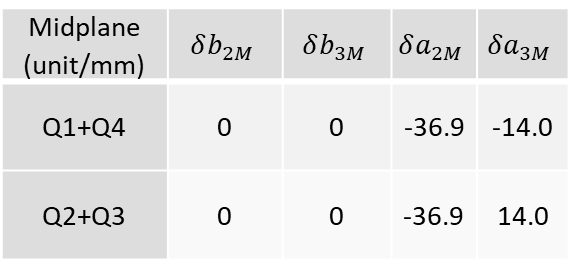 Midplane (unit/mm) δb₂M δb₃M δa₂M δa₃M
Q1+Q4 0 0 -36.9 -14.0
Q2+Q3 0 0 -36.9 14.0